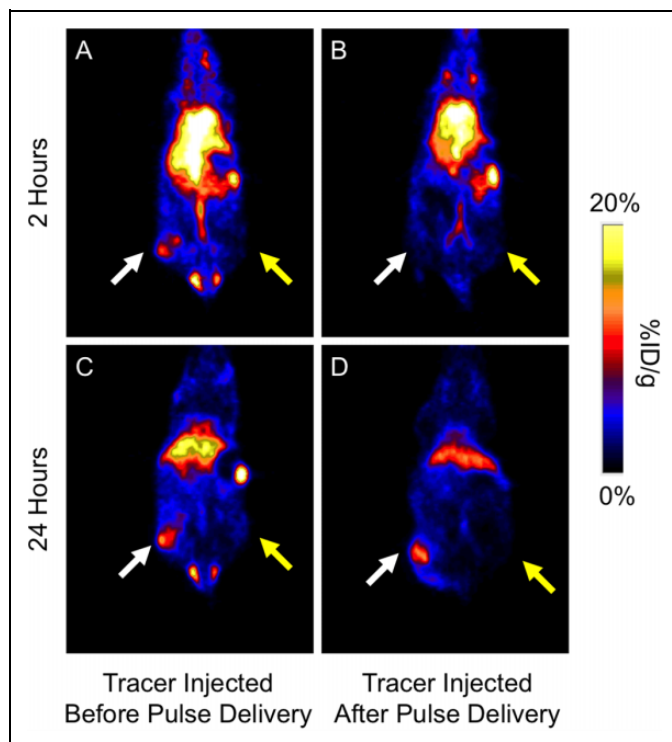 A
B
2 Hours
20%
%ID/g
0%
C
D
24 Hours
Tracer Injected
Before Pulse Delivery
Tracer Injected
After Pulse Delivery